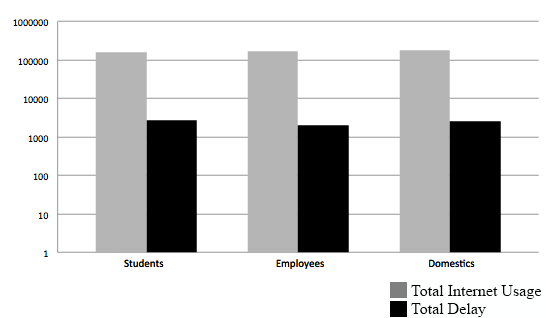 1000000
100000
10000
1000
100
10
1
Students Employees Domestics
Total Internet Usage
Total Delay